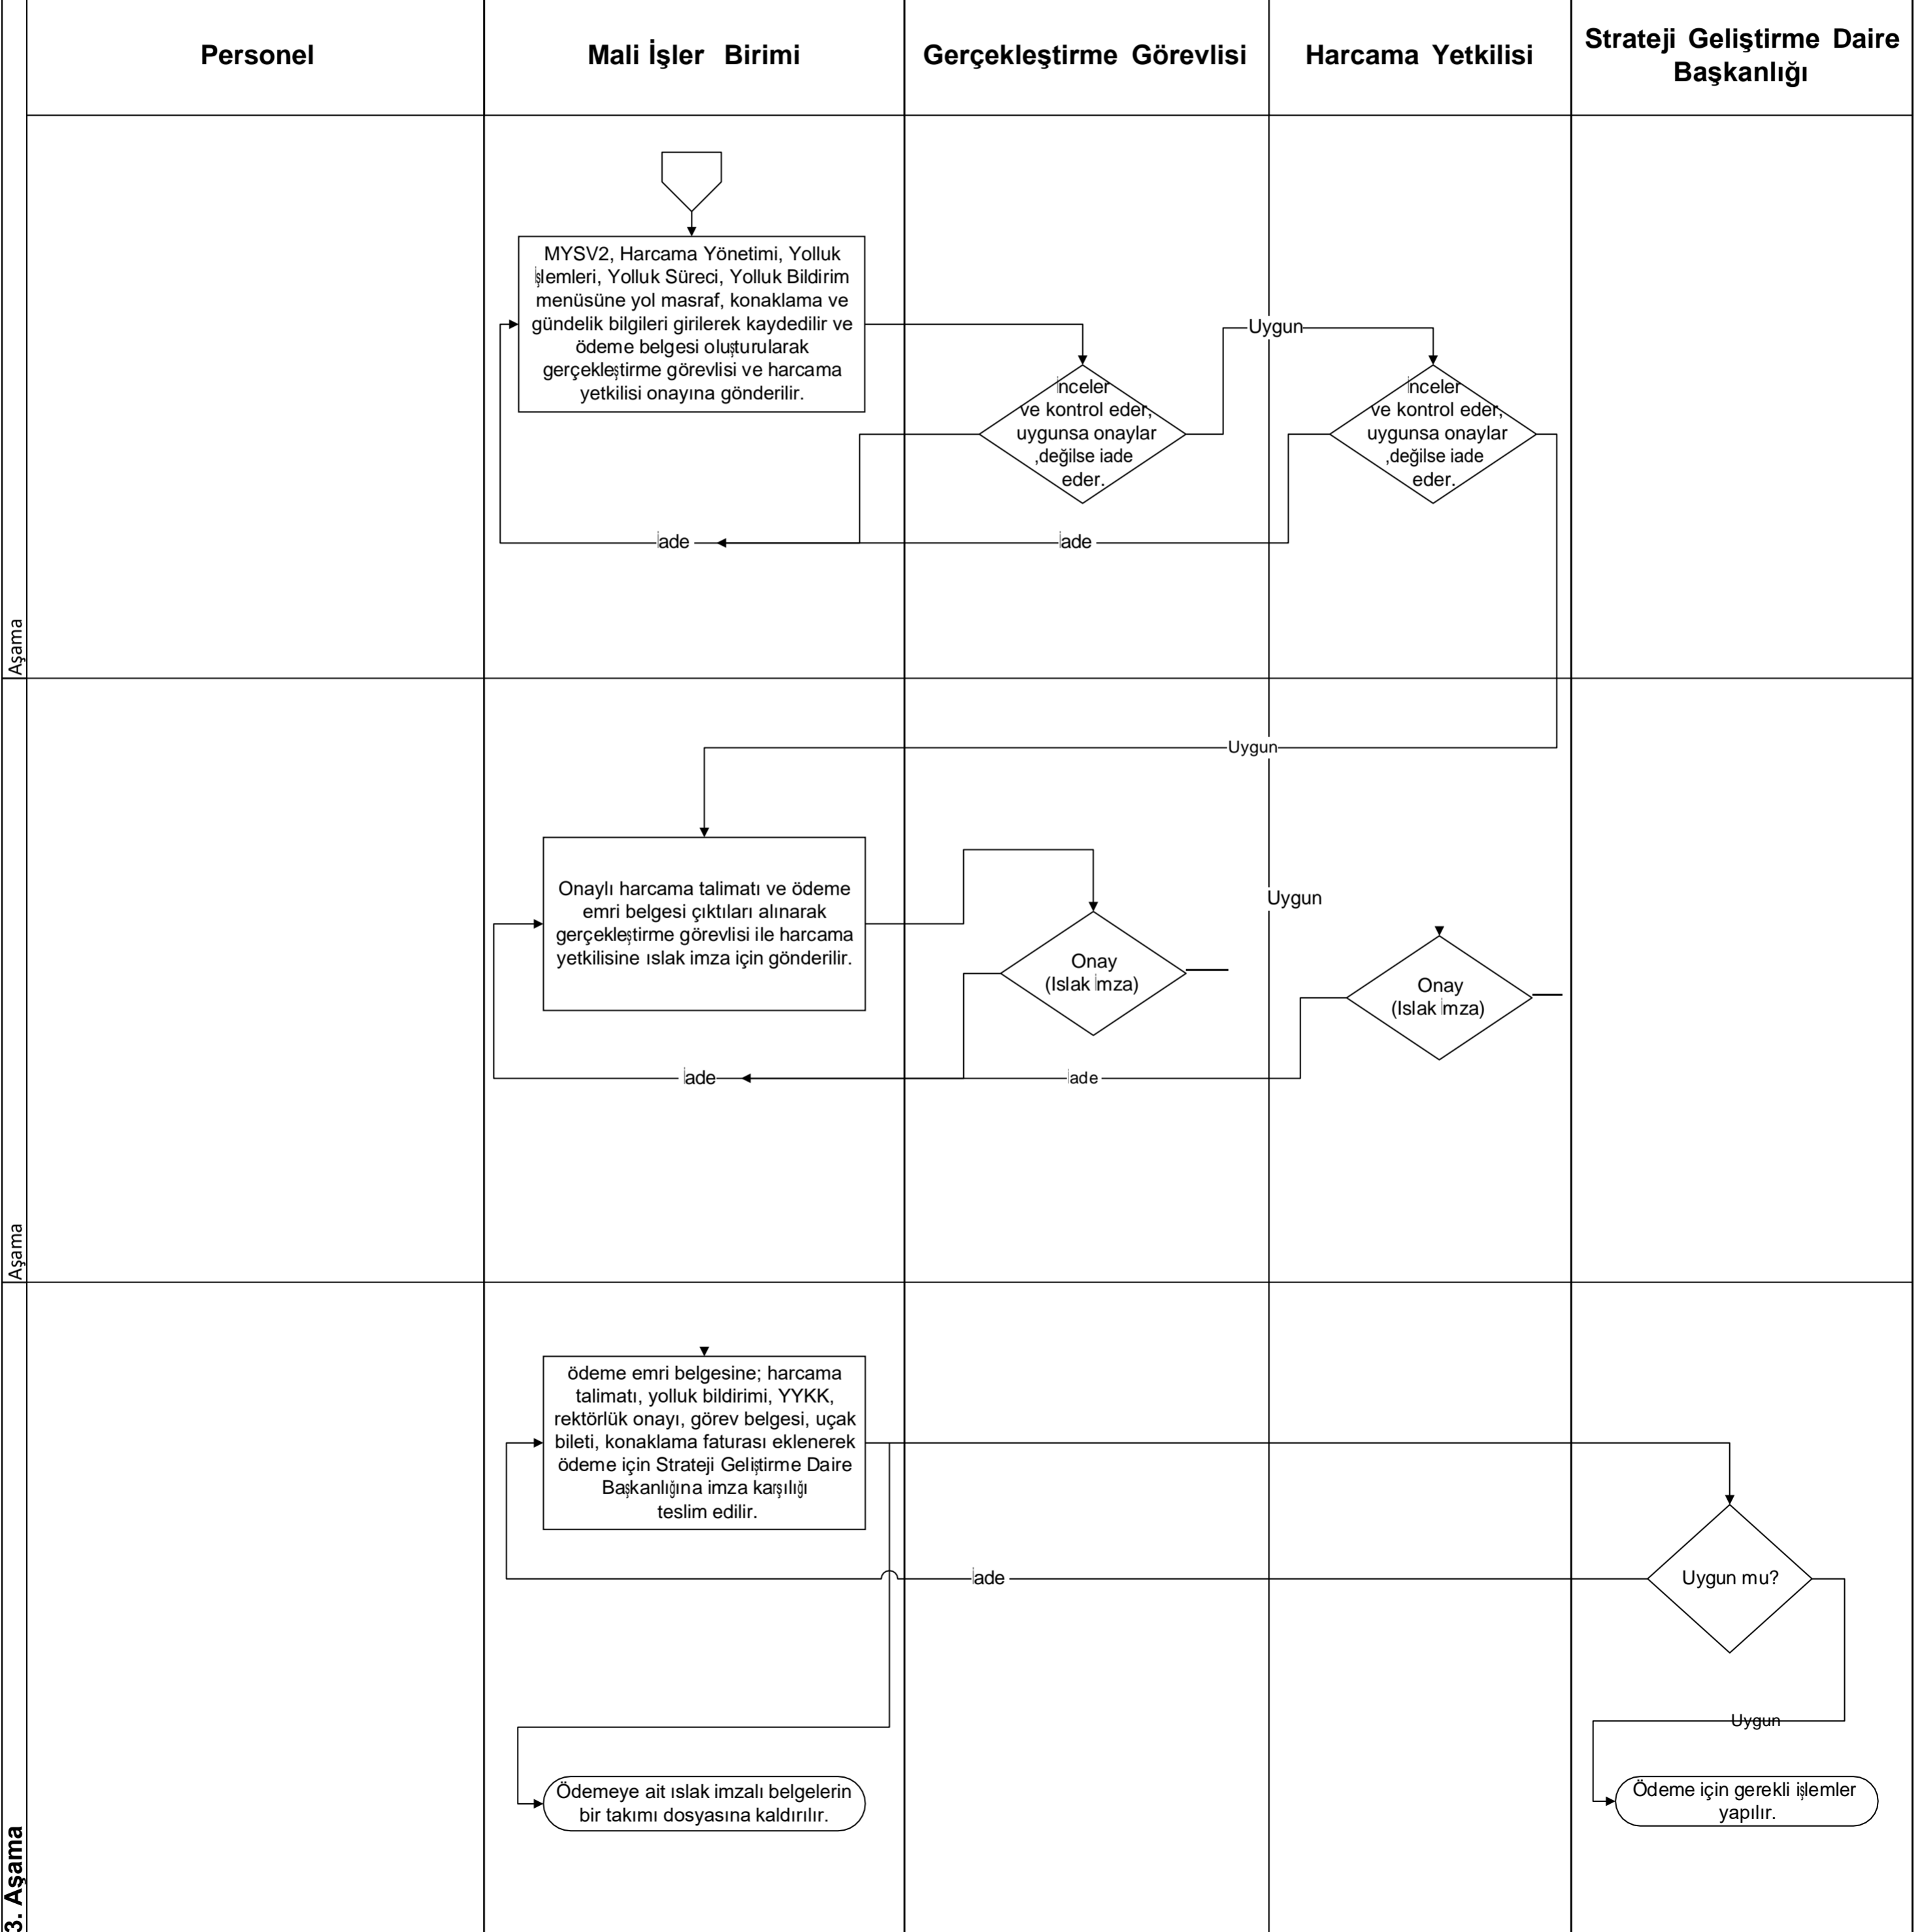 Personel
Mali İşler Birimi
Gerçekleştirme Görevlisi
Harcama Yetkilisi
Strateji Geliştirme Daire
Başkanlığı
MYSV2, Harcama Yönetimi, Yolluk
İşlemleri, Yolluk Süreci, Yolluk Bildirim
menüsüne yol masraf, konaklama ve
gündelik bilgileri girilerek kaydedilir ve
ödeme belgesi oluşturularak
gerçekleştirme görevlisi ve harcama
yetkilisi onayına gönderilir.
Uygun
İnceler
ve kontrol eder,
uygunsa onaylar
,değilse iade
eder.
İnceler
ve kontrol eder,
uygunsa onaylar
,değilse iade
eder.
İade
İade
Aşama
Uygun
Onaylı harcama talimatı ve ödeme
emri belgesi çıktıları alınarak
gerçekleştirme görevlisi ile harcama
yetkilisine ıslak imza için gönderilir.
Uygun
Onay
(Islak İmza)
Onay
(Islak İmza)
İade
İade
Aşama
ödeme emri belgesine; harcama
talimatı, yolluk bildirimi, YYKK,
rektörlük onayı, görev belgesi, uçak
bileti, konaklama faturası eklenerek
ödeme için Strateji Geliştirme Daire
Başkanlığına imza karşılığı
teslim edilir.
İade
Uygun mu?
Uygun
Ödemeye ait ıslak imzalı belgelerin
bir takımı dosyasına kaldırılır.
Ödeme için gerekli işlemler
yapılır.
3. Aşama